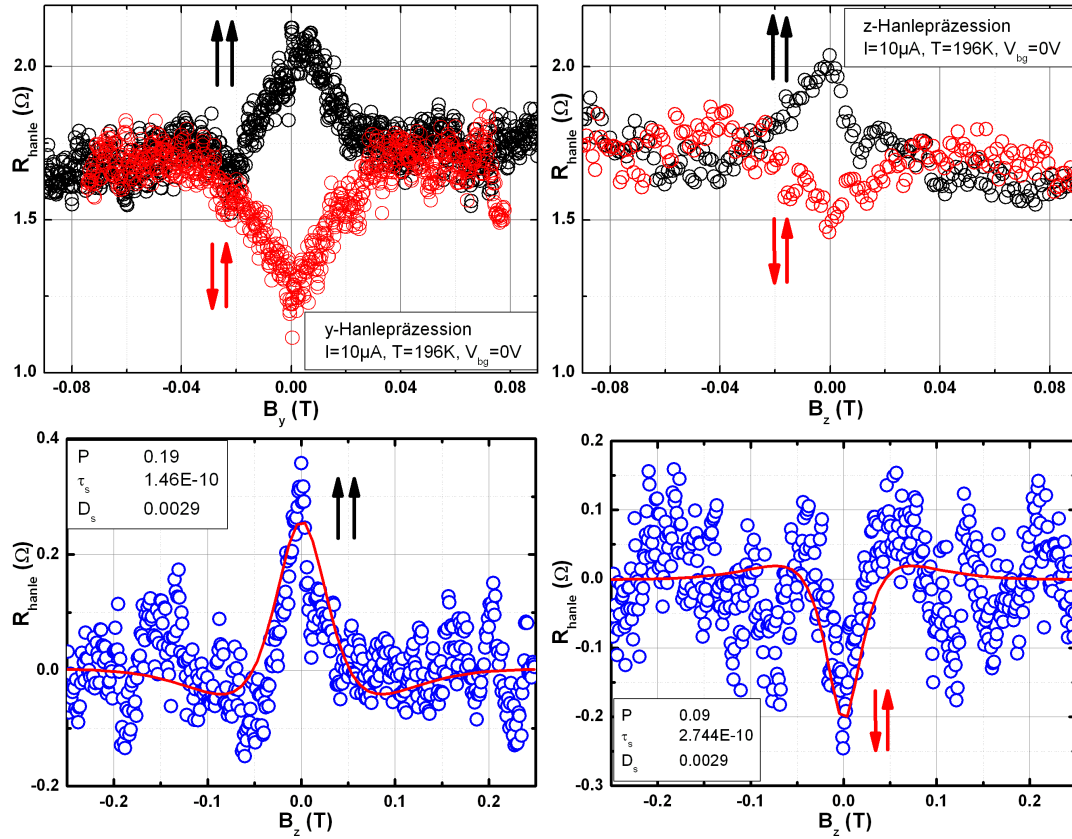 2.0
1.5
1.0
R_hanle (Ω)
y-Hanlepräzession
I=10µA, T=196K, V_bg=0V
-0.08
-0.04
0.00
0.04
0.08
B_y (T)
2.0
1.5
1.0
R_hanle (Ω)
z-Hanlepräzession
I=10µA, T=196K, V_bg=0V
-0.08
-0.04
0.00
0.04
0.08
B_z (T)
0.4
0.2
0.0
-0.2
R_hanle (Ω)
P 0.19
τ_s 1.46E-10
D_s 0.0029
-0.2
-0.1
0.0
0.1
0.2
B_z (T)
0.2
0.1
0.0
-0.1
-0.2
-0.3
R_hanle (Ω)
P 0.09
τ_s 2.744E-10
D_s 0.0029
-0.2
-0.1
0.0
0.1
0.2
B_z (T)